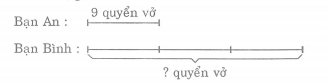 9 quyển vở
Bạn An :
Bạn Bình :
? quyển vở